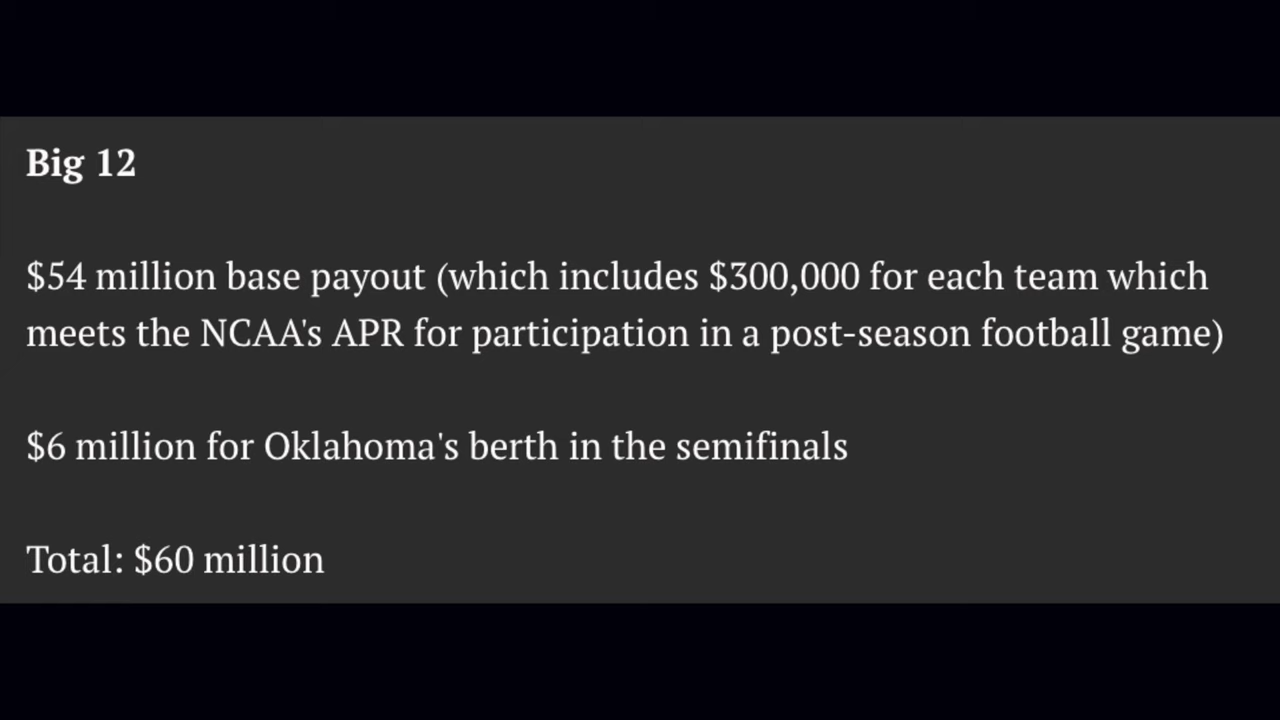 Big 12
$54 million base payout (which includes $300,000 for each team which
meets the NCAA's APR for participation in a post-season football game)
$6 million for Oklahoma's berth in the semifinals
Total: $60 million